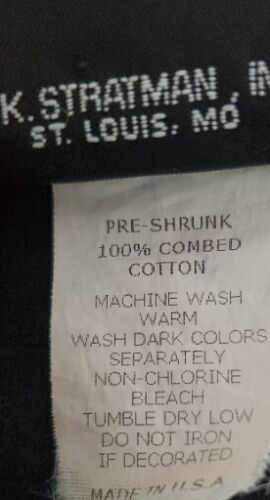 K. STRATMAN, IN
ST. LOUIS, MO
PRE-SHRUNK
100% COMBED
COTTON
MACHINE WASH
WARM
WASH DARK COLORS
SEPARATELY
NON-CHLORINE
BLEACH
TUMBLE DRY LOW
DO NOT IRON
IF DECORATED
MADE IN U.S.A